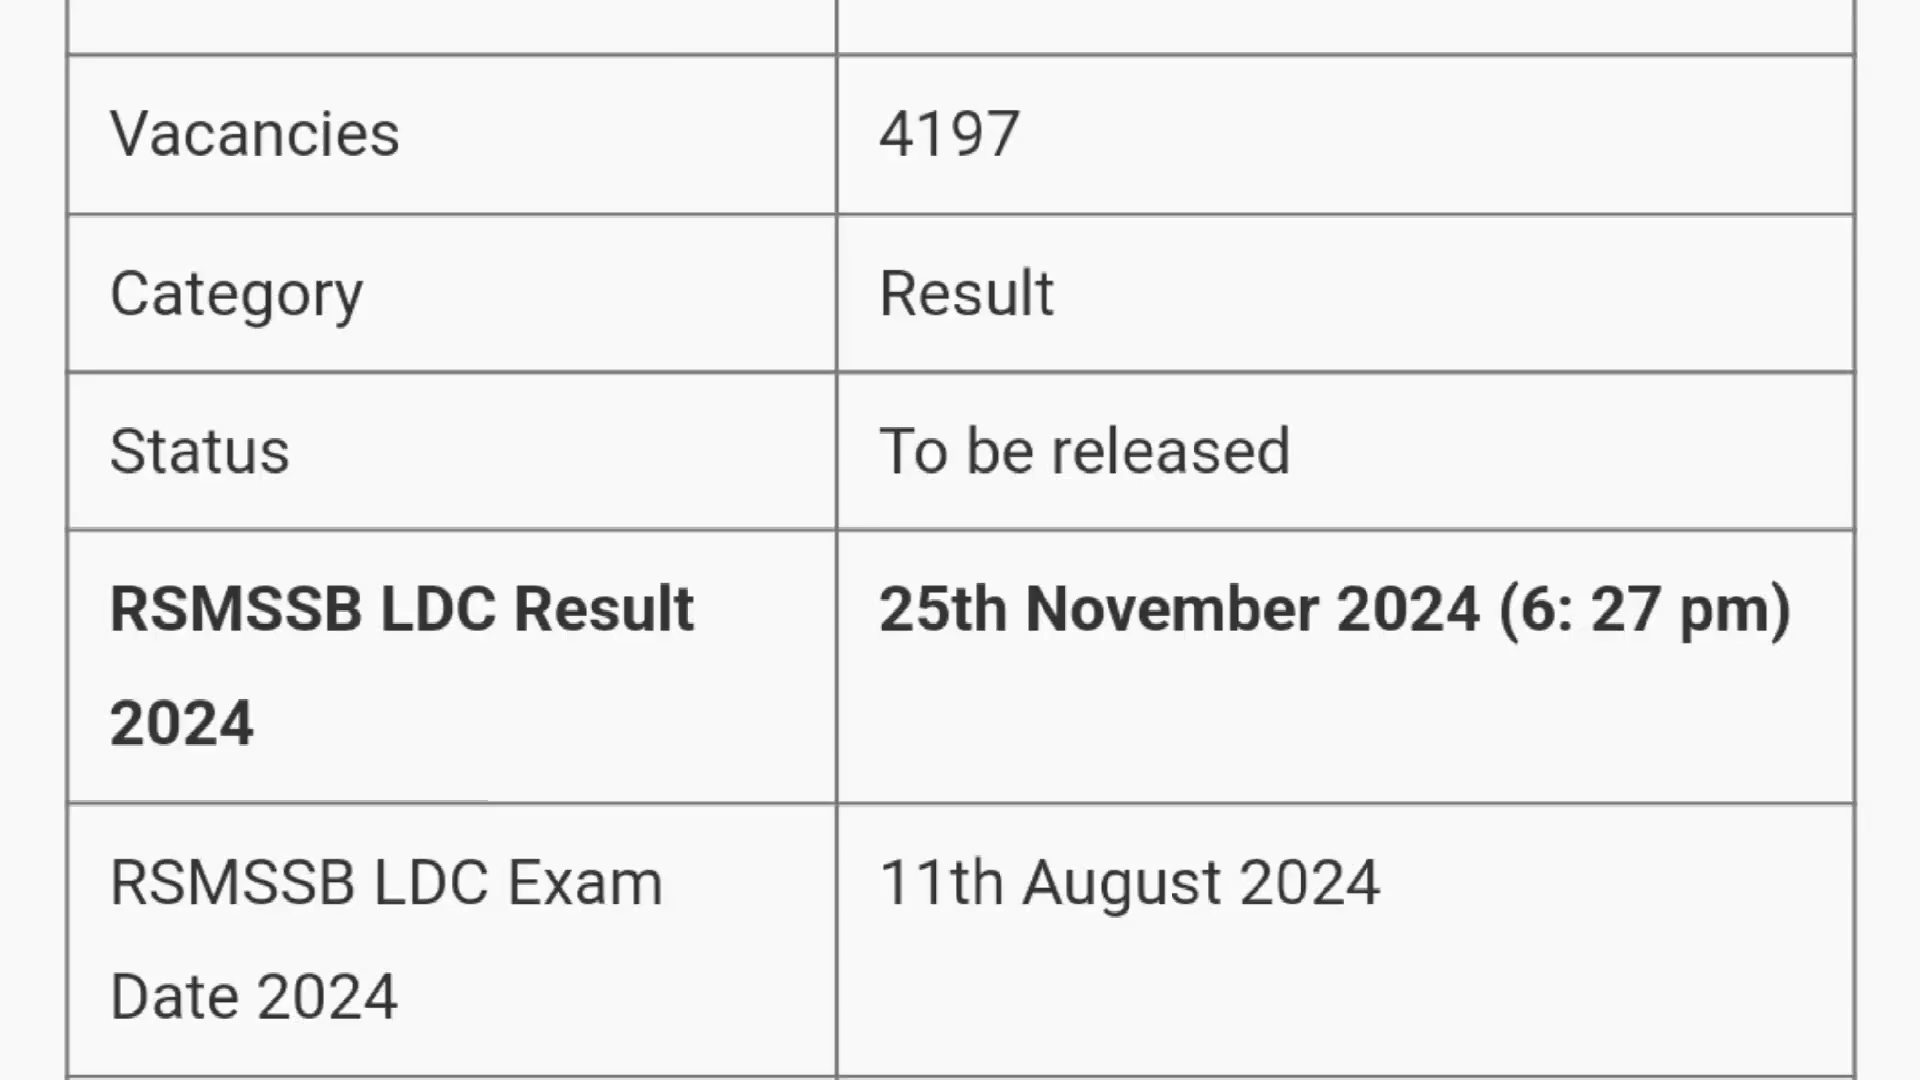 Vacancies 4197
Category Result
Status To be released
RSMSSB LDC Result 25th November 2024 (6: 27 pm)
2024
RSMSSB LDC Exam 11th August 2024
Date 2024